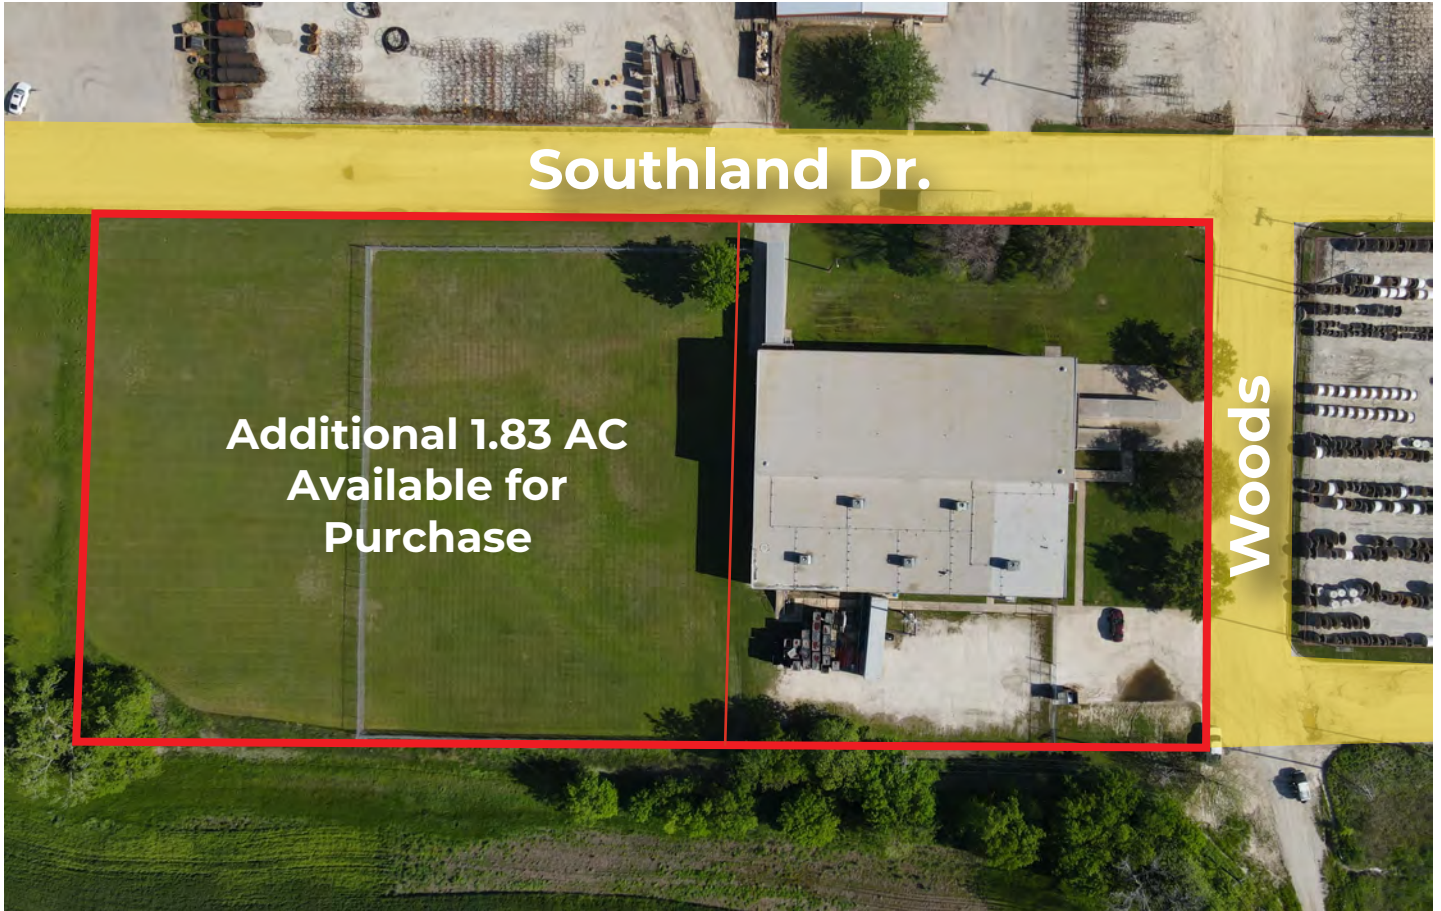 Southland Dr.
Additional 1.83 AC
Available for
Purchase
Woods